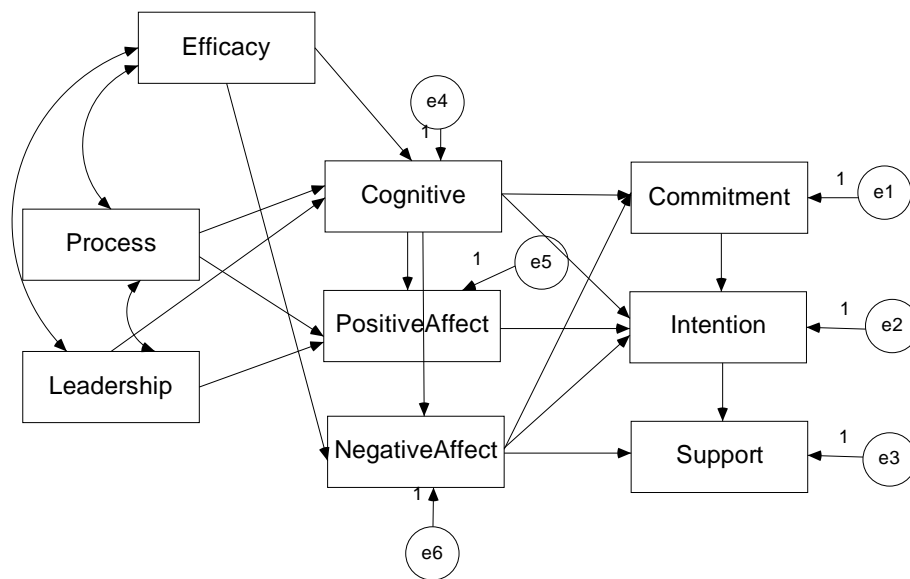 Efficacy
e4
1
Cognitive
Commitment
1
e1
Process
1
e5
PositiveAffect
Intention
1
e2
Leadership
NegativeAffect
Support
1
e3
1
e6